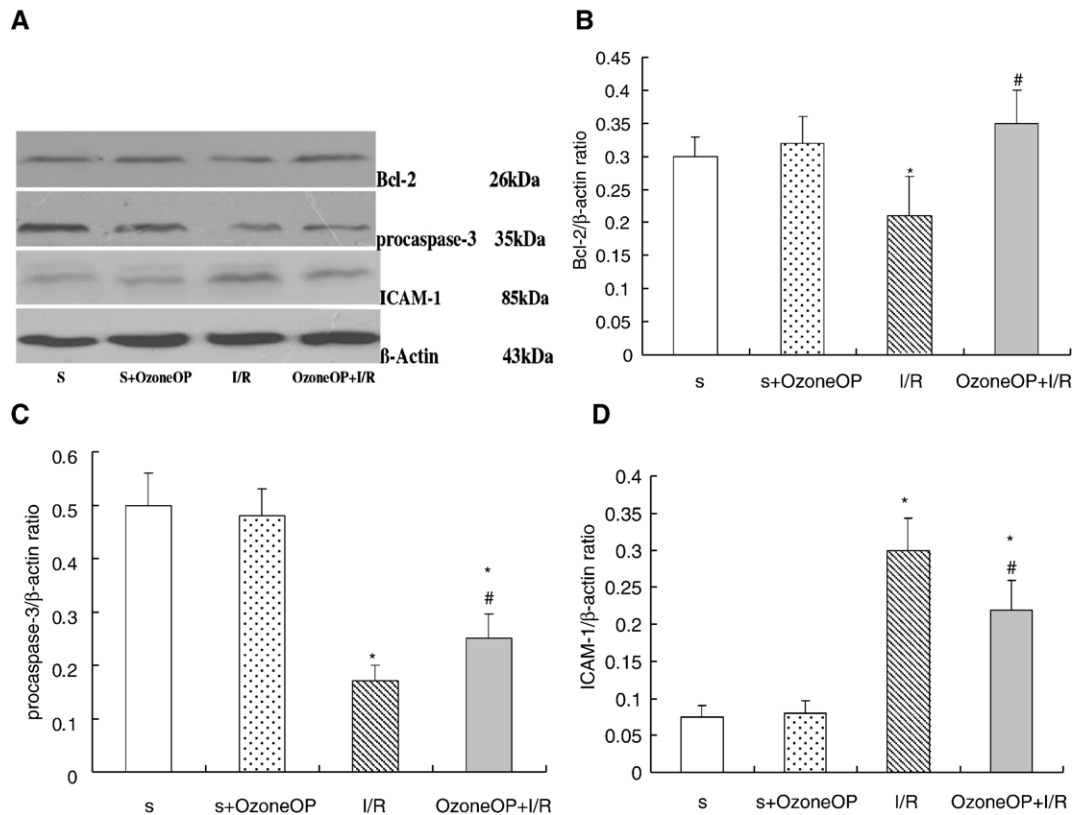 A
Bcl-2 26kDa
procaspase-3 35kDa
ICAM-1 85kDa
ß-Actin 43kDa
S S+OzoneOP I/R OzoneOP+I/R
B
Bcl-2/β-actin ratio
0.45
0.4
0.35
0.3
0.25
0.2
0.15
0.1
0.05
0
*
#
s s+OzoneOP I/R OzoneOP+I/R
C
procaspase-3/β-actin ratio
0.6
0.5
0.4
0.3
0.2
0.1
0
*
*
#
s s+OzoneOP I/R OzoneOP+I/R
D
ICAM-1/β-actin ratio
0.4
0.35
0.3
0.25
0.2
0.15
0.1
0.05
0
*
*
#
s s+OzoneOP I/R OzoneOP+I/R